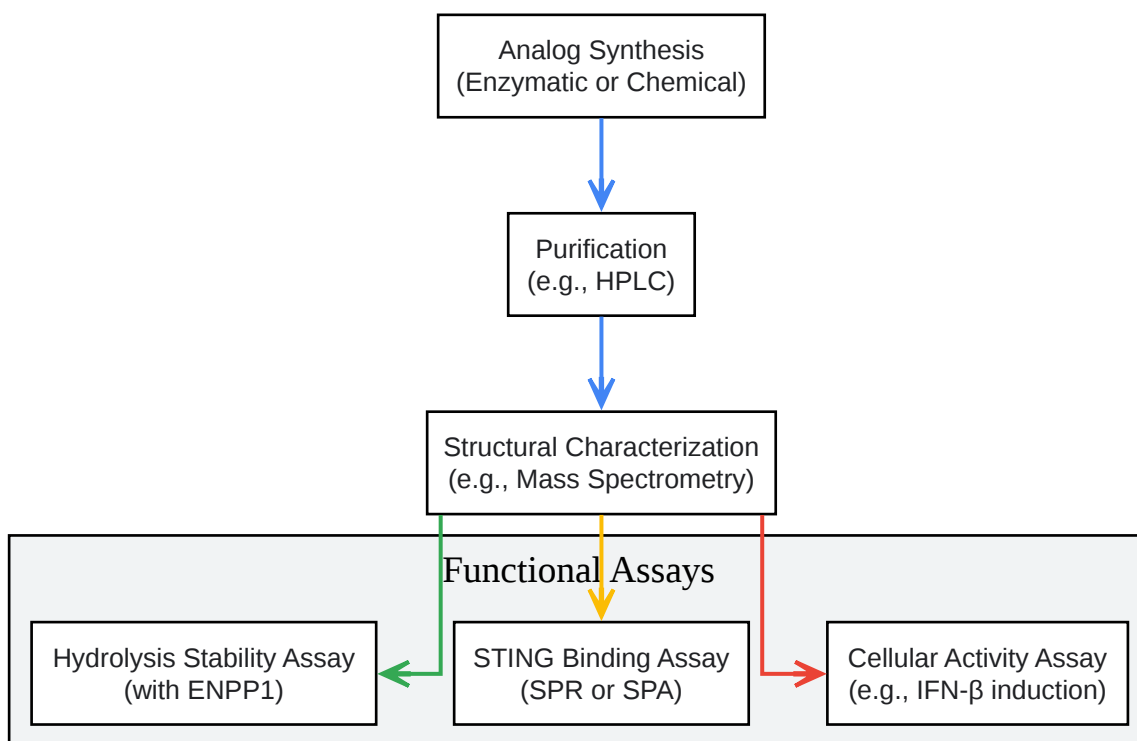 Analog Synthesis
(Enzymatic or Chemical)
Purification
(e.g., HPLC)
Structural Characterization
(e.g., Mass Spectrometry)
Functional Assays
Hydrolysis Stability Assay
(with ENPP1)
STING Binding Assay
(SPR or SPA)
Cellular Activity Assay
(e.g., IFN-β induction)